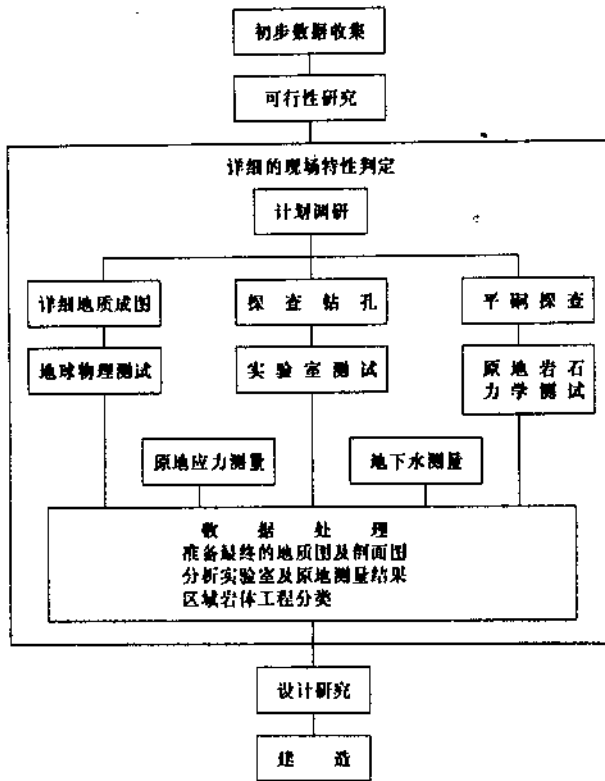 初步数据收集
可行性研究
详细的现场特性判定
计划调研
详细地质成图
探查钻孔
平硐探查
地球物理测试
实验室测试
原地岩石
力学测试
原地应力测量
地下水测量
数据处理
准备最终的地质图及剖面图
分析实验室及原地测量结果
区域岩体工程分类
设计研究
建造